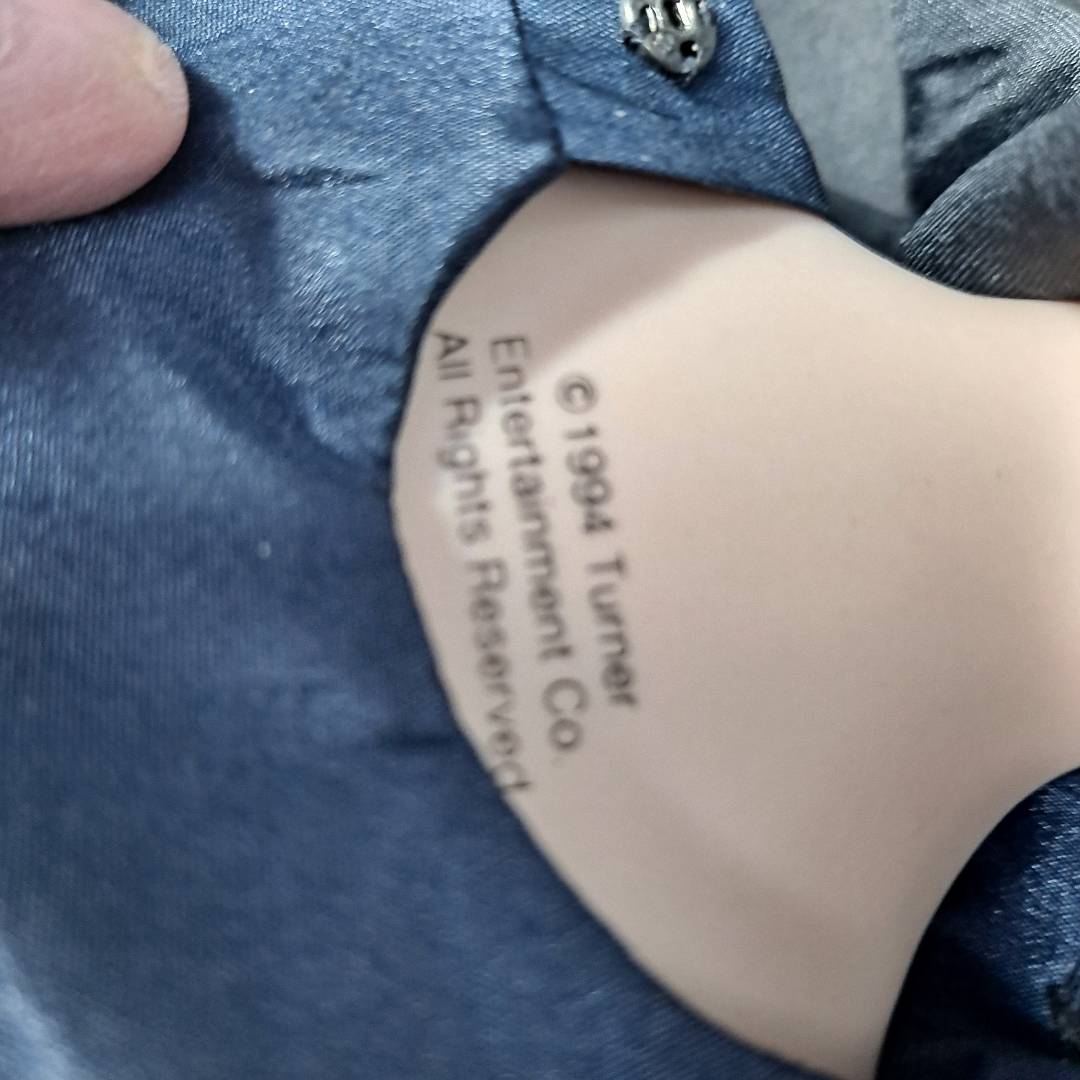 ©1994 Turner
Entertainment Co.
All Rights Reserved